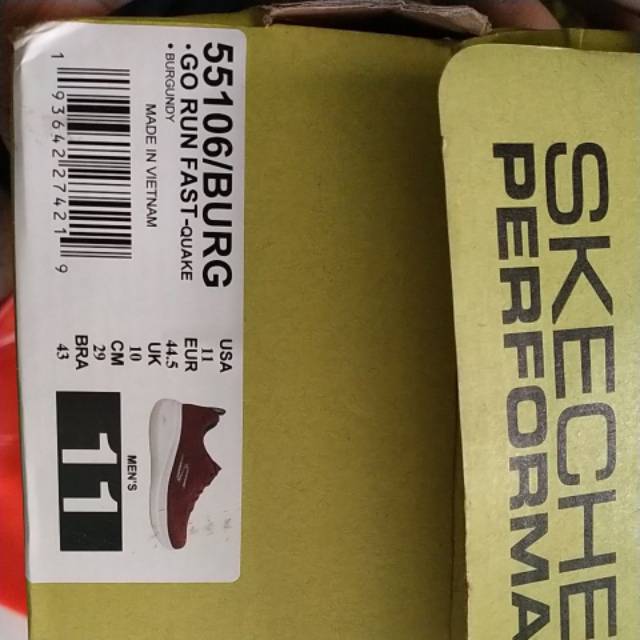 55106/BURG
•GO RUN FAST-QUAKE
•BURGUNDY
MADE IN VIETNAM
1 93642 27421 9
USA
11
EUR
44.5
UK
10
CM
29
BRA
43
MEN'S
11
SKECHE
PERFORMA